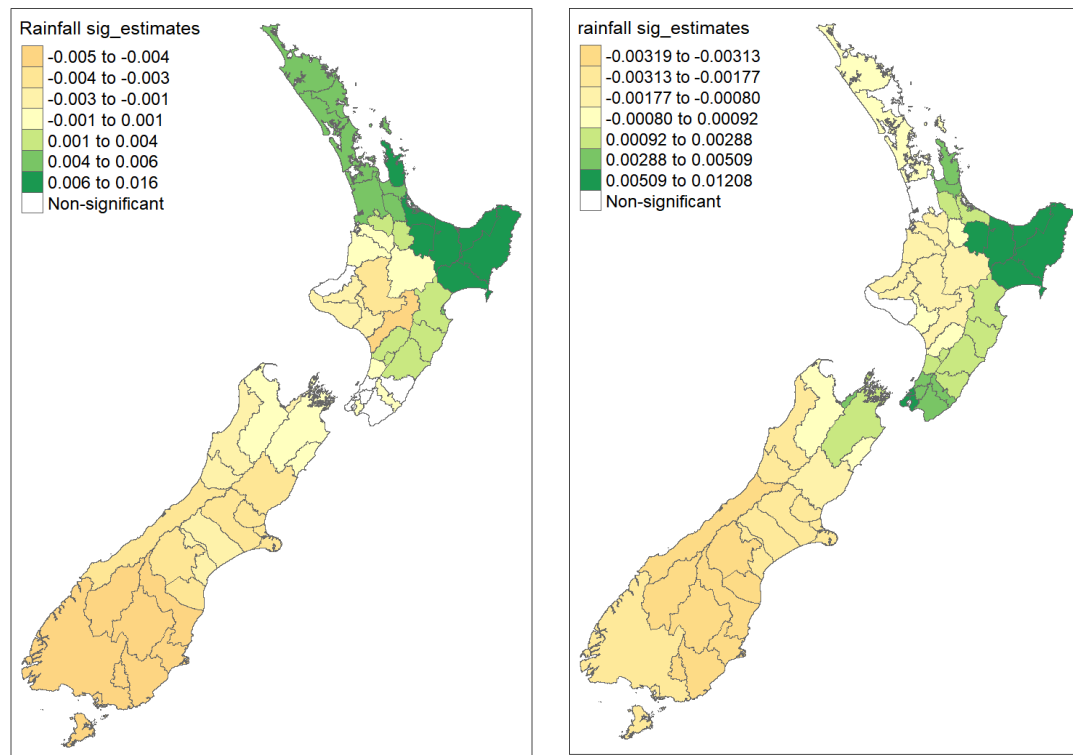 Rainfall sig_estimates
-0.005 to -0.004
-0.004 to -0.003
-0.003 to -0.001
-0.001 to 0.001
0.001 to 0.004
0.004 to 0.006
0.006 to 0.016
Non-significant
rainfall sig_estimates
-0.00319 to -0.00313
-0.00313 to -0.00177
-0.00177 to -0.00080
-0.00080 to 0.00092
0.00092 to 0.00288
0.00288 to 0.00509
0.00509 to 0.01208
Non-significant